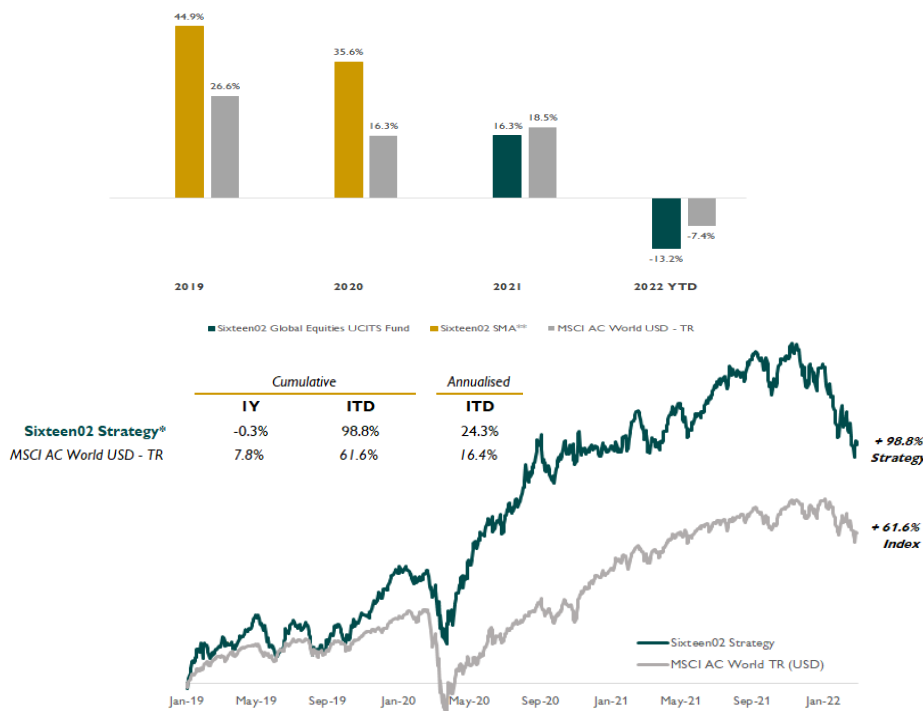 44.9%
35.6%
26.6%
16.3%
16.3%
18.5%
-7.4%
-13.2%
2019 2020 2021 2022 YTD
Sixteen02 Global Equities UCITS Fund Sixteen02 SMA** MSCI AC World USD - TR
Cumulative Annualised
1Y ITD ITD
Sixteen02 Strategy* -0.3% 98.8% 24.3%
MSCI AC World USD - TR 7.8% 61.6% 16.4%
+ 98.8%
Strategy
+ 61.6%
Index
Sixteen02 Strategy
MSCI AC World TR (USD)
Jan-19 May-19 Sep-19 Jan-20 May-20 Sep-20 Jan-21 May-21 Sep-21 Jan-22